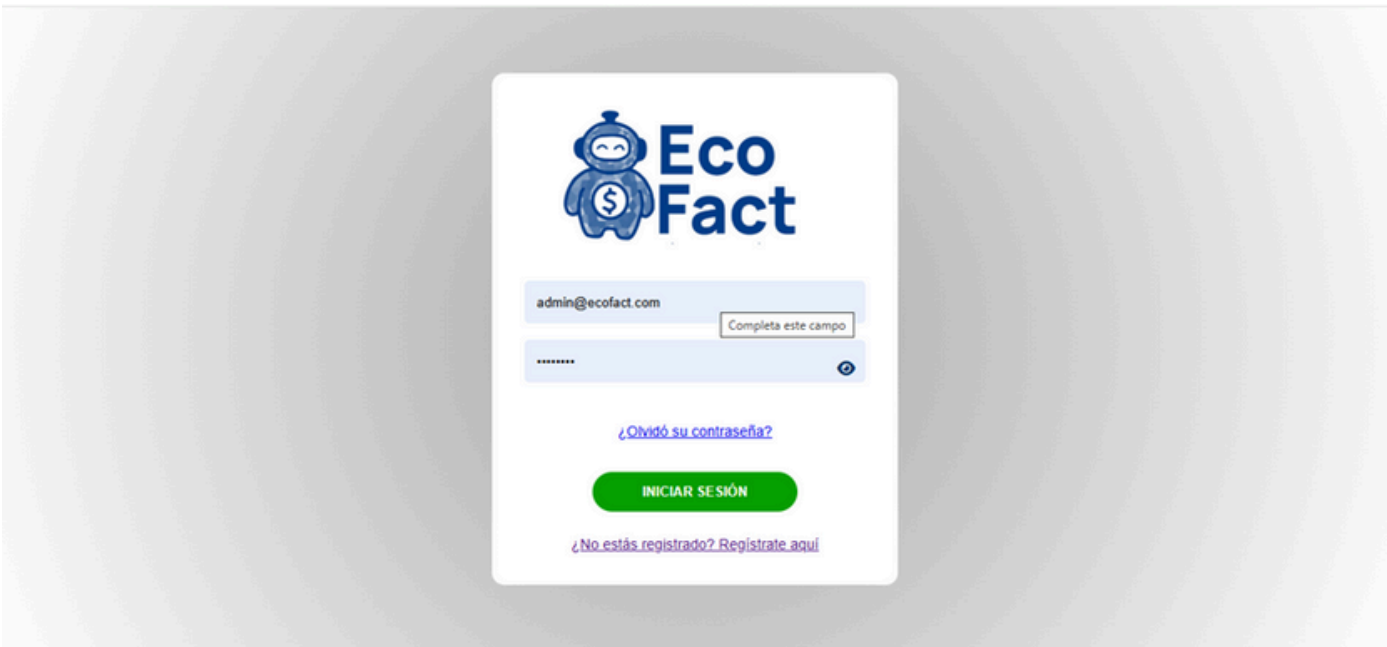 Eco
Fact
$
admin@ecofact.com
Completa este campo
¿Olvidó su contraseña?
INICIAR SESIÓN
¿No estás registrado? Regístrate aquí